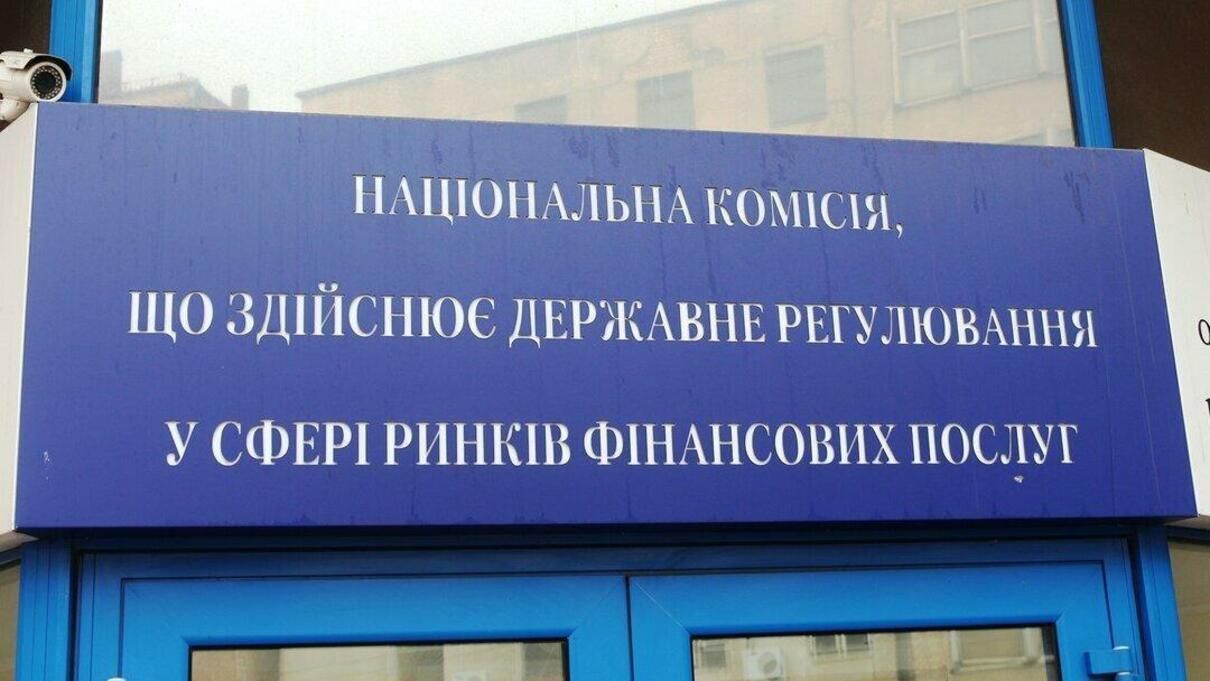 НАЦІОНАЛЬНА КОМІСІЯ,
ЩО ЗДІЙСНЮЄ ДЕРЖАВНЕ РЕГУЛЮВАННЯ
У СФЕРІ РИНКІВ ФІНАНСОВИХ ПОСЛУГ